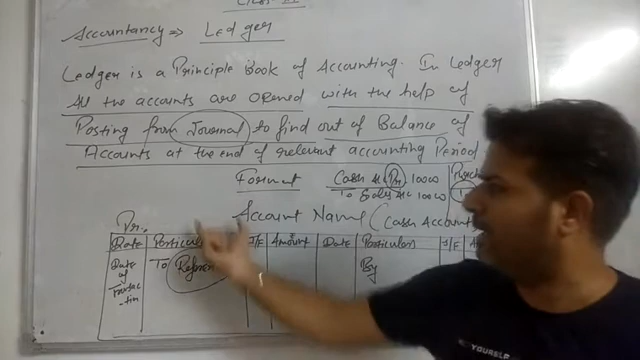 Class-
Accountancy ⇒ Ledger
Ledger is a Principle Book of Accounting. In Ledger
All the accounts are opened with the help of
Posting from Journal to find out of Balance of
Accounts at the end of relevant accounting Period
Format Cash a/c Dr. 10000
To Sales a/c 10000
Account Name (Cash Account
Dr.
Date Particular J/F Amount Date Particulars J/F
Date of Transac-tion To By
YOURSELF